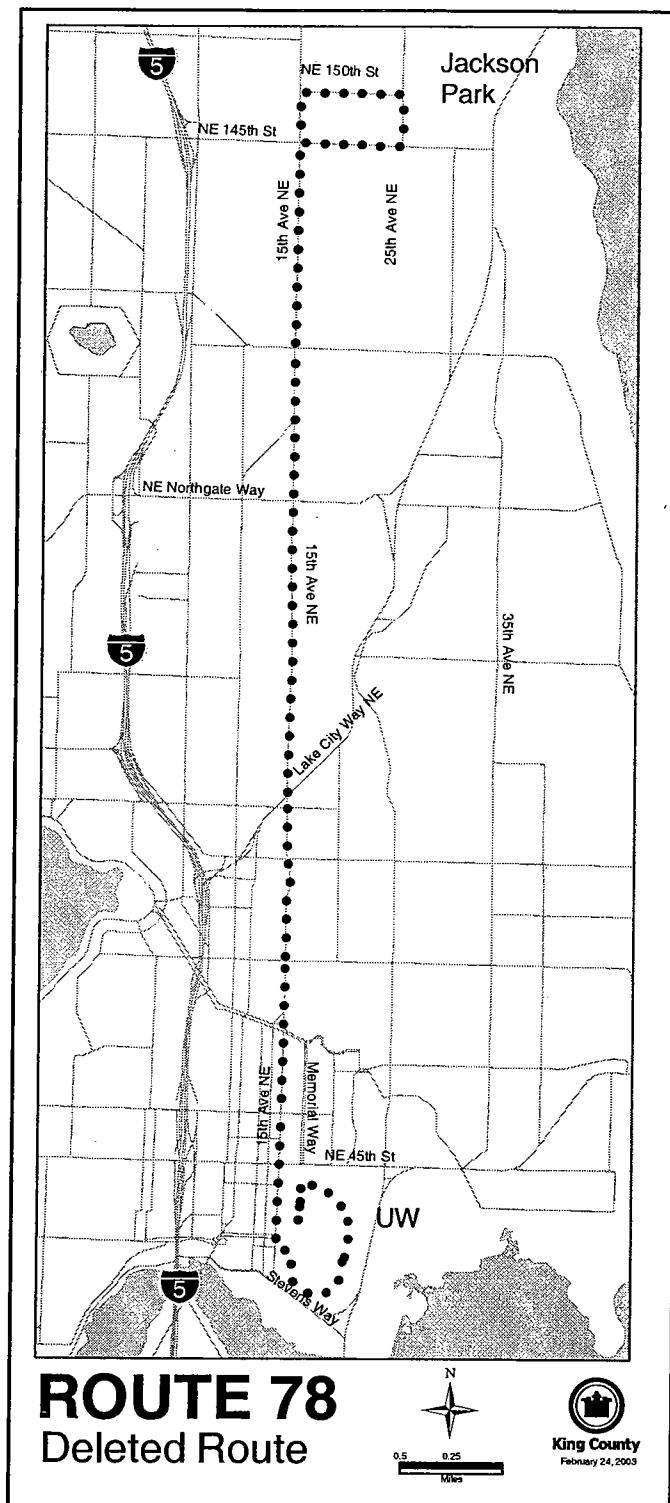 5
NE 150th St
Jackson
Park
NE 145th St
15th Ave NE
25th Ave NE
NE Northgate Way
15th Ave NE
35th Ave NE
5
Lake City Way NE
15th Ave NE
Memorial Way
NE 45th St
UW
Stevens Way
5
ROUTE 78
Deleted Route
N
0.5 0.25
Miles
King County
February 24, 2003